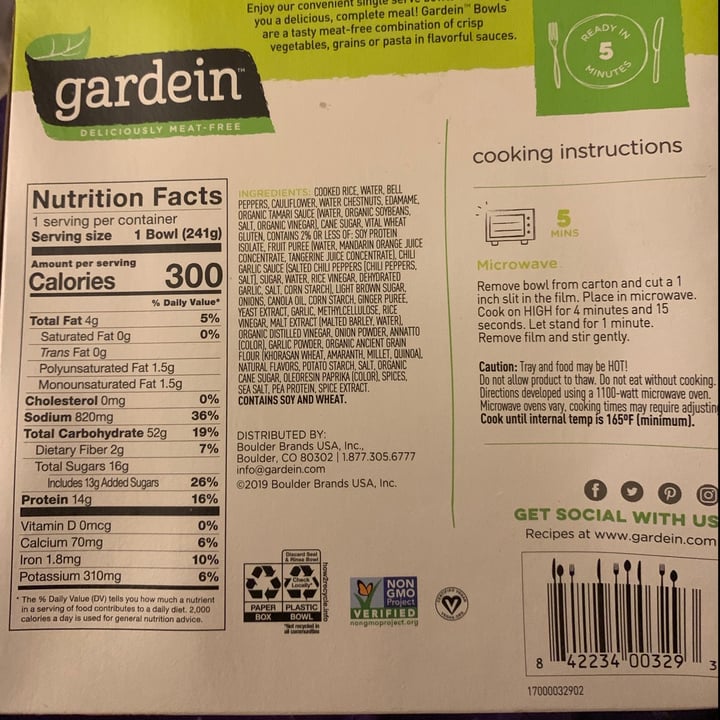 Enjoy our convenient single serve
you a delicious, complete meal! Gardein™ Bowls
are a tasty meat-free combination of crisp
vegetables, grains or pasta in flavorful sauces.
READY IN
5
MINUTES
gardein™
DELICIOUSLY MEAT-FREE
Nutrition Facts
1 serving per container
Serving size 1 Bowl (241g)
Amount per serving
Calories 300
% Daily Value*
Total Fat 4g 5%
Saturated Fat 0g 0%
Trans Fat 0g
Polyunsaturated Fat 1.5g
Monounsaturated Fat 1.5g
Cholesterol 0mg 0%
Sodium 820mg 36%
Total Carbohydrate 52g 19%
Dietary Fiber 2g 7%
Total Sugars 16g
Includes 13g Added Sugars 26%
Protein 14g 16%
Vitamin D 0mcg 0%
Calcium 70mg 6%
Iron 1.8mg 10%
Potassium 310mg 6%
* The % Daily Value (DV) tells you how much a nutrient
in a serving of food contributes to a daily diet. 2,000
calories a day is used for general nutrition advice.
INGREDIENTS: COOKED RICE, WATER, BELL
PEPPERS, CAULIFLOWER, WATER CHESTNUTS, EDAMAME,
ORGANIC TAMARI SAUCE (WATER, ORGANIC SOYBEANS,
SALT, ORGANIC VINEGAR), CANE SUGAR, VITAL WHEAT
GLUTEN, CONTAINS 2% OR LESS OF: SOY PROTEIN
ISOLATE, FRUIT PUREE (WATER, MANDARIN ORANGE JUICE
CONCENTRATE, TANGERINE JUICE CONCENTRATE), CHILI
GARLIC SAUCE (SALTED CHILI PEPPERS [CHILI PEPPERS,
SALT], SUGAR, WATER, RICE VINEGAR, DEHYDRATED
GARLIC, SALT, CORN STARCH), LIGHT BROWN SUGAR,
ONIONS, CANOLA OIL, CORN STARCH, GINGER PUREE,
YEAST EXTRACT, GARLIC, METHYLCELLULOSE, RICE
VINEGAR, MALT EXTRACT (MALTED BARLEY, WATER),
ORGANIC DISTILLED VINEGAR, ONION POWDER, ANNATTO
(COLOR), GARLIC POWDER, ORGANIC ANCIENT GRAIN
FLOUR (KHORASAN WHEAT, AMARANTH, MILLET, QUINOA),
NATURAL FLAVORS, POTATO STARCH, SALT, ORGANIC
CANE SUGAR, OLEORESIN PAPRIKA (COLOR), SPICES,
SEA SALT, PEA PROTEIN, SPICE EXTRACT.
CONTAINS SOY AND WHEAT.
DISTRIBUTED BY:
Boulder Brands USA, Inc.,
Boulder, CO 80302 | 1.877.305.6777
info@gardein.com
©2019 Boulder Brands USA, Inc.
Discard Seal
& Rinse Bowl
Check
Locally*
PAPER
BOX
PLASTIC
BOWL
*Not recycled in
all communities
how2recycle.info
NON
GMO
Project
VERIFIED
nongmoproject.org
cooking instructions
5
MINS
Microwave
Remove bowl from carton and cut a 1
inch slit in the film. Place in microwave.
Cook on HIGH for 4 minutes and 15
seconds. Let stand for 1 minute.
Remove film and stir gently.
Caution: Tray and food may be HOT!
Do not allow product to thaw. Do not eat without cooking.
Directions developed using a 1100-watt microwave oven.
Microwave ovens vary, cooking times may require adjusting
Cook until internal temp is 165ºF (minimum).
GET SOCIAL WITH US
Recipes at www.gardein.com
8 42234 00329 3
17000032902